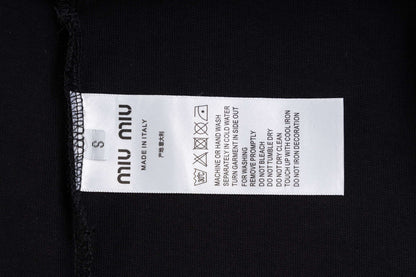 S
MIU MIU
MADE IN ITALY
MACHINE OR HAND WASH
SEPARATELY IN COLD WATER
TURN GARMENT IN SIDE OUT
FOR WASHING
REMOVE PROMPTLY
DO NOT BLEACH
DO NOT TUMBLE DRY
DO NOT DRY CLEAN
TOUCH UP WITH COOL IRON
DO NOT IRON DECORATION